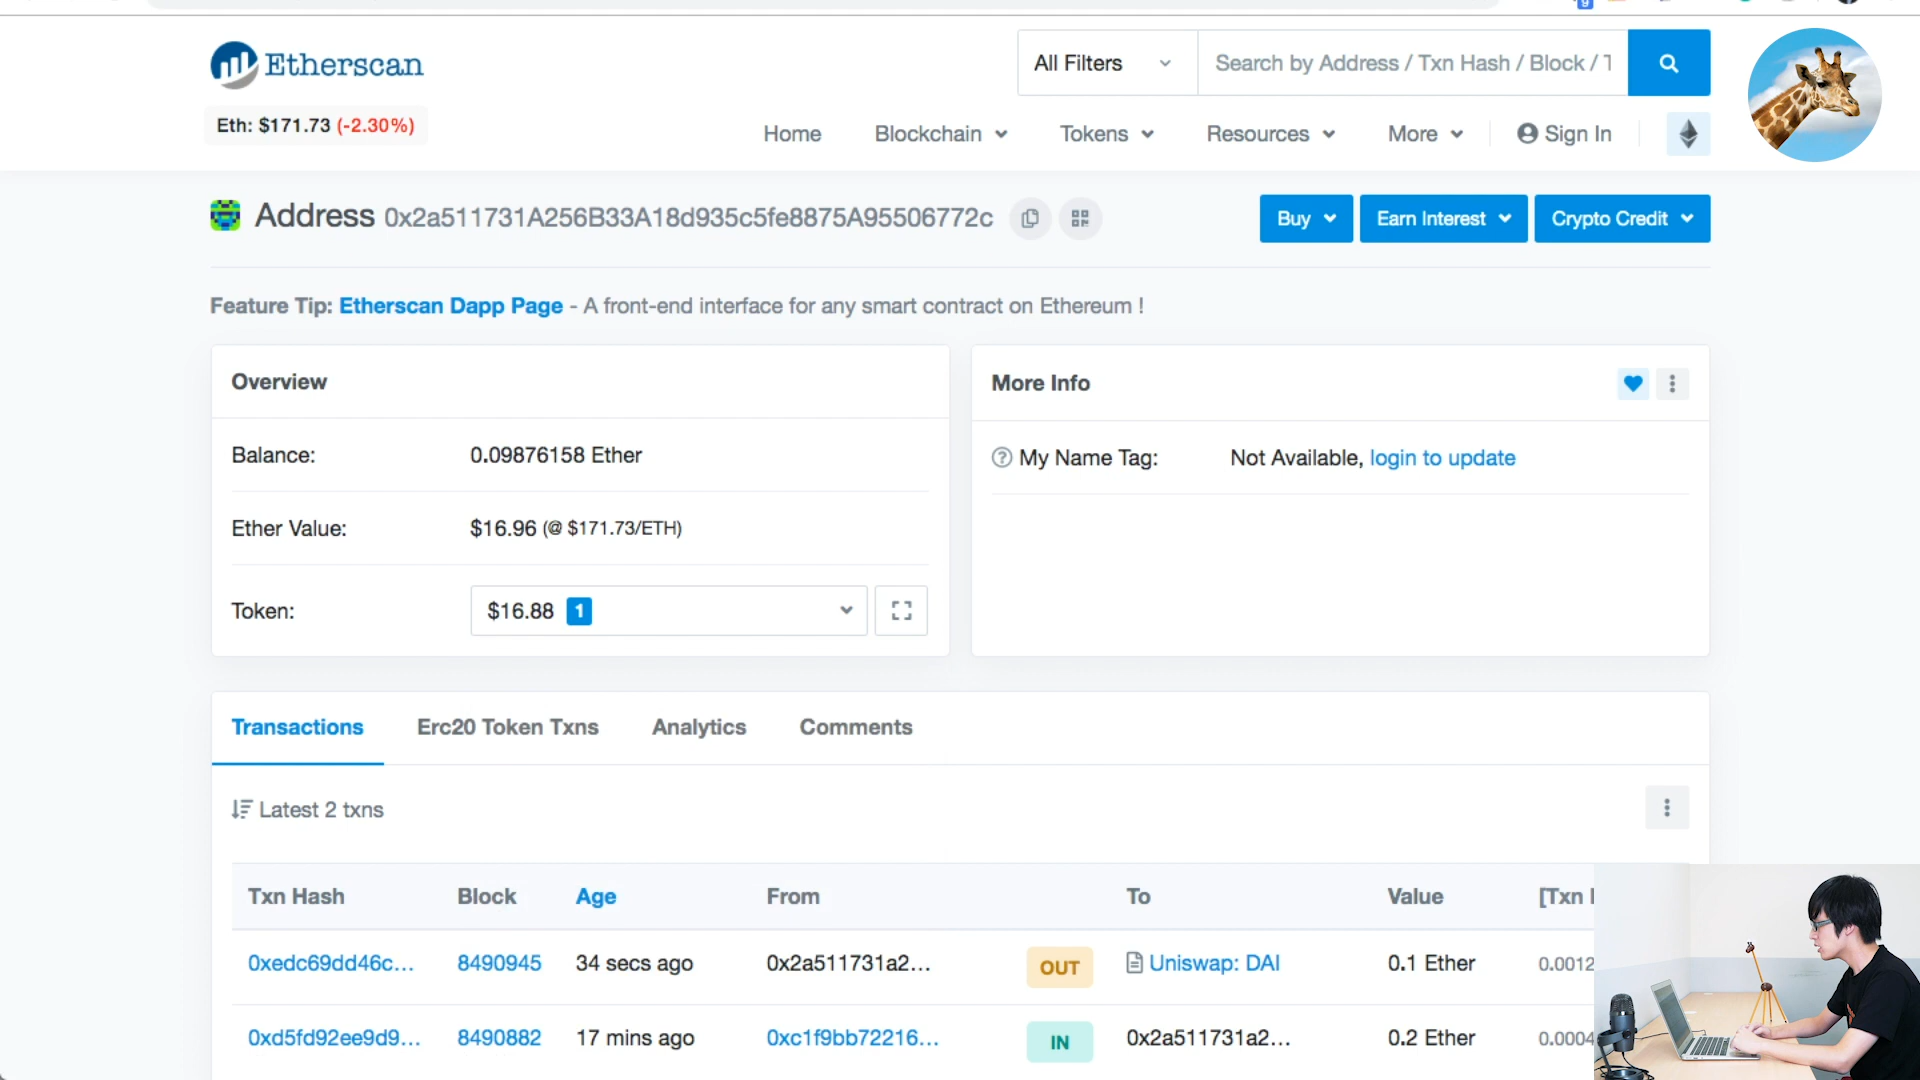 Etherscan
All Filters
Search by Address / Txn Hash / Block / T
Eth: $171.73 (-2.30%)
Home
Blockchain
Tokens
Resources
More
Sign In
Address 0x2a511731A256B33A18d935c5fe8875A95506772c
Buy
Earn Interest
Crypto Credit
Feature Tip: Etherscan Dapp Page - A front-end interface for any smart contract on Ethereum !
Overview
Balance: 0.09876158 Ether
Ether Value: $16.96 (@ $171.73/ETH)
Token: $16.88 1
More Info
My Name Tag: Not Available, login to update
Transactions
Erc20 Token Txns
Analytics
Comments
Latest 2 txns
Txn Hash Block Age From To Value [Txn
0xedc69dd46c... 8490945 34 secs ago 0x2a511731a2... OUT Uniswap: DAI 0.1 Ether 0.0012
0xd5fd92ee9d9... 8490882 17 mins ago 0xc1f9bb72216... IN 0x2a511731a2... 0.2 Ether 0.0004